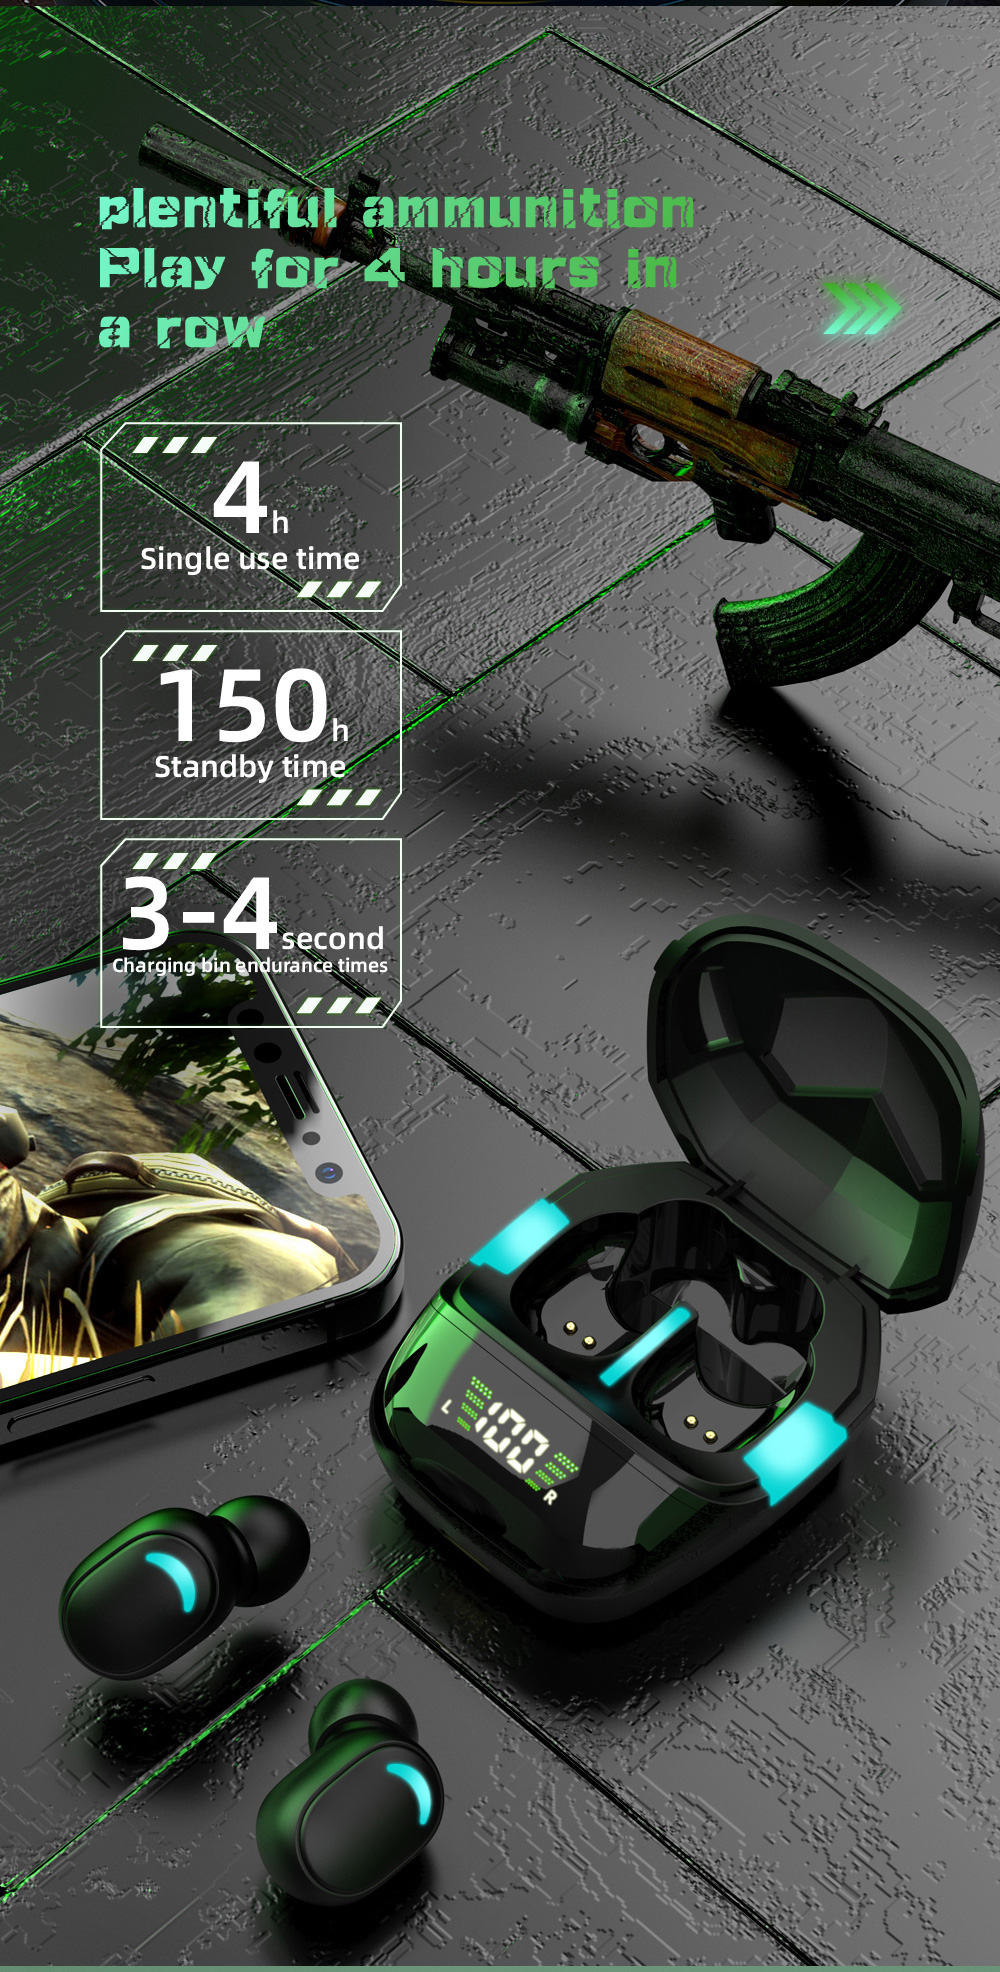 plentiful ammunition
Play for 4 hours in
a row
4h
Single use time
150h
Standby time
3-4second
Charging bin endurance times
L 100 R